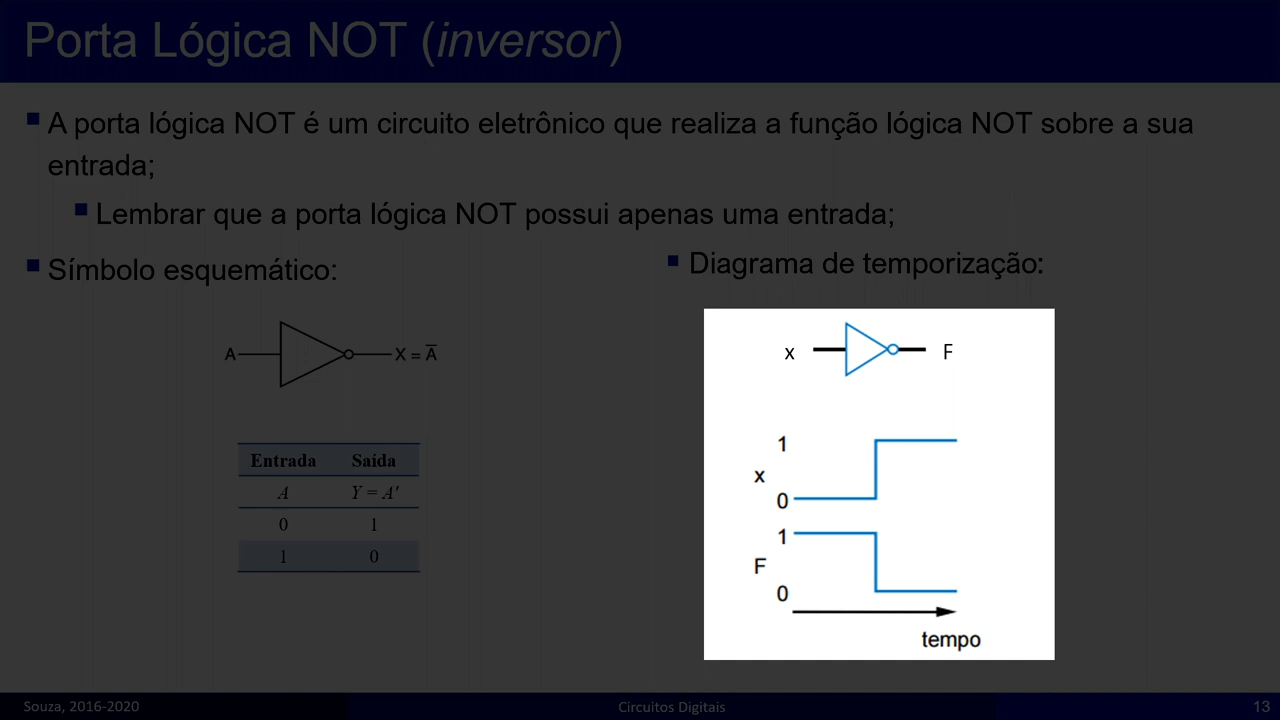 Porta Lógica NOT (inversor)
A porta lógica NOT é um circuito eletrônico que realiza a função lógica NOT sobre a sua
entrada;
Lembrar que a porta lógica NOT possui apenas uma entrada;
Símbolo esquemático:
A X = A̅
Entrada Saída
A Y = A′
0 1
1 0
Diagrama de temporização:
x F
1
x
0
1
F
0
tempo
Souza, 2016-2020 Circuitos Digitais 13